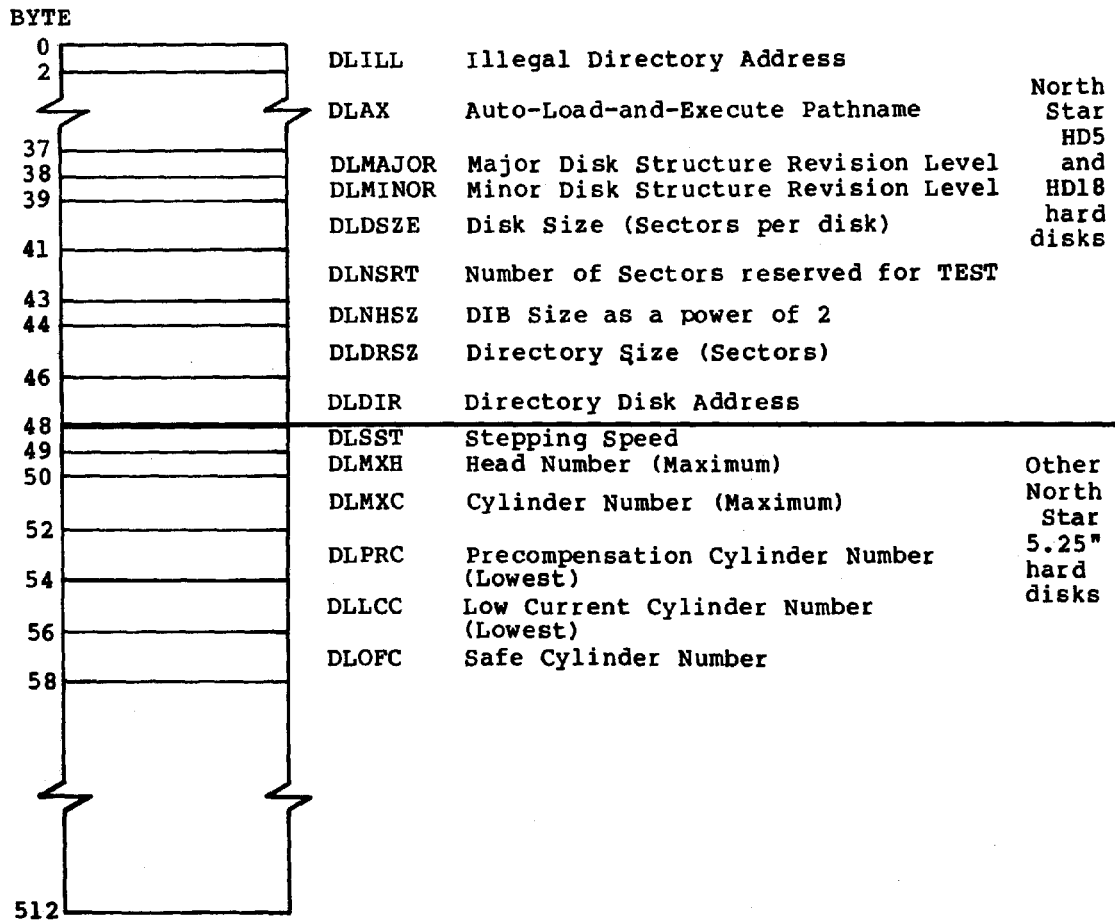 BYTE
0
2
37
38
39
41
43
44
46
48
49
50
52
54
56
58
512
DLILL Illegal Directory Address
DLAX Auto-Load-and-Execute Pathname
DLMAJOR Major Disk Structure Revision Level
DLMINOR Minor Disk Structure Revision Level
DLDSZE Disk Size (Sectors per disk)
DLNSRT Number of Sectors reserved for TEST
DLNHSZ DIB Size as a power of 2
DLDRSZ Directory Size (Sectors)
DLDIR Directory Disk Address
DLSST Stepping Speed
DLMXH Head Number (Maximum)
DLMXC Cylinder Number (Maximum)
DLPRC Precompensation Cylinder Number
(Lowest)
DLLCC Low Current Cylinder Number
(Lowest)
DLOFC Safe Cylinder Number
North
Star
HD5
and
HD18
hard
disks
Other
North
Star
5.25"
hard
disks